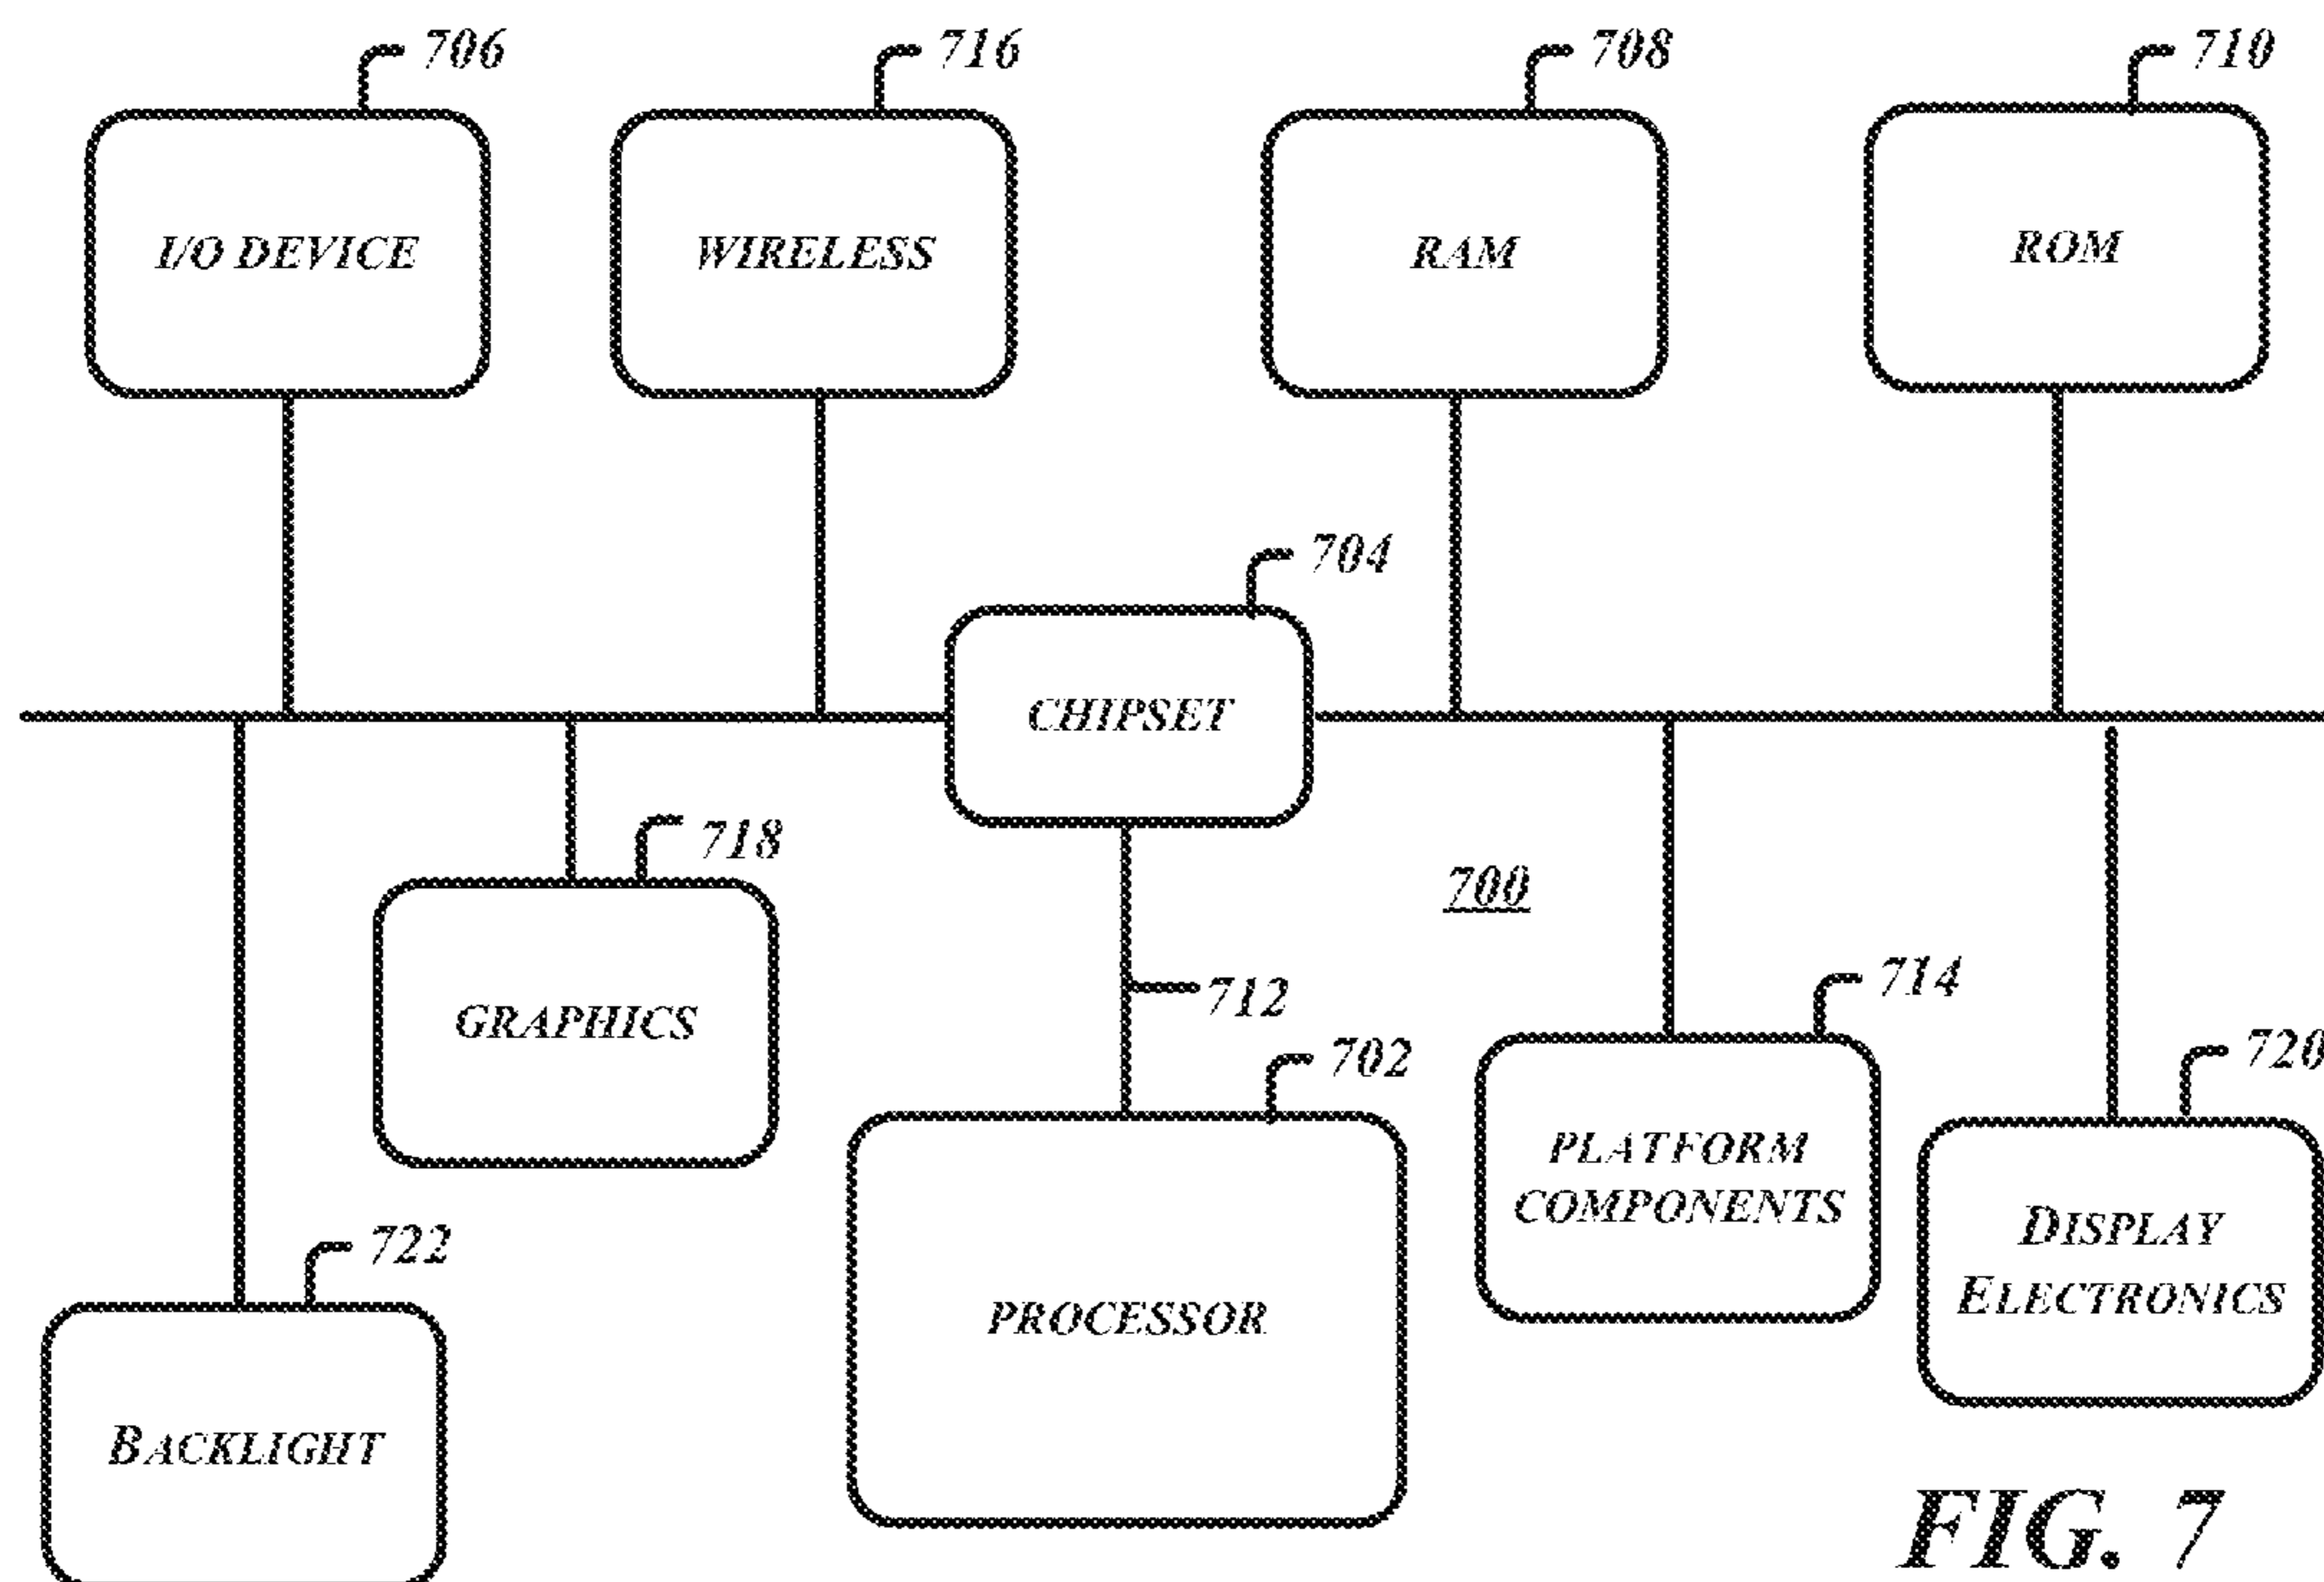 706
716
708
710
I/O DEVICE
WIRELESS
RAM
ROM
704
CHIPSET
718
700
GRAPHICS
712
714
702
720
PLATFORM
COMPONENTS
722
DISPLAY
ELECTRONICS
PROCESSOR
BACKLIGHT
FIG. 7